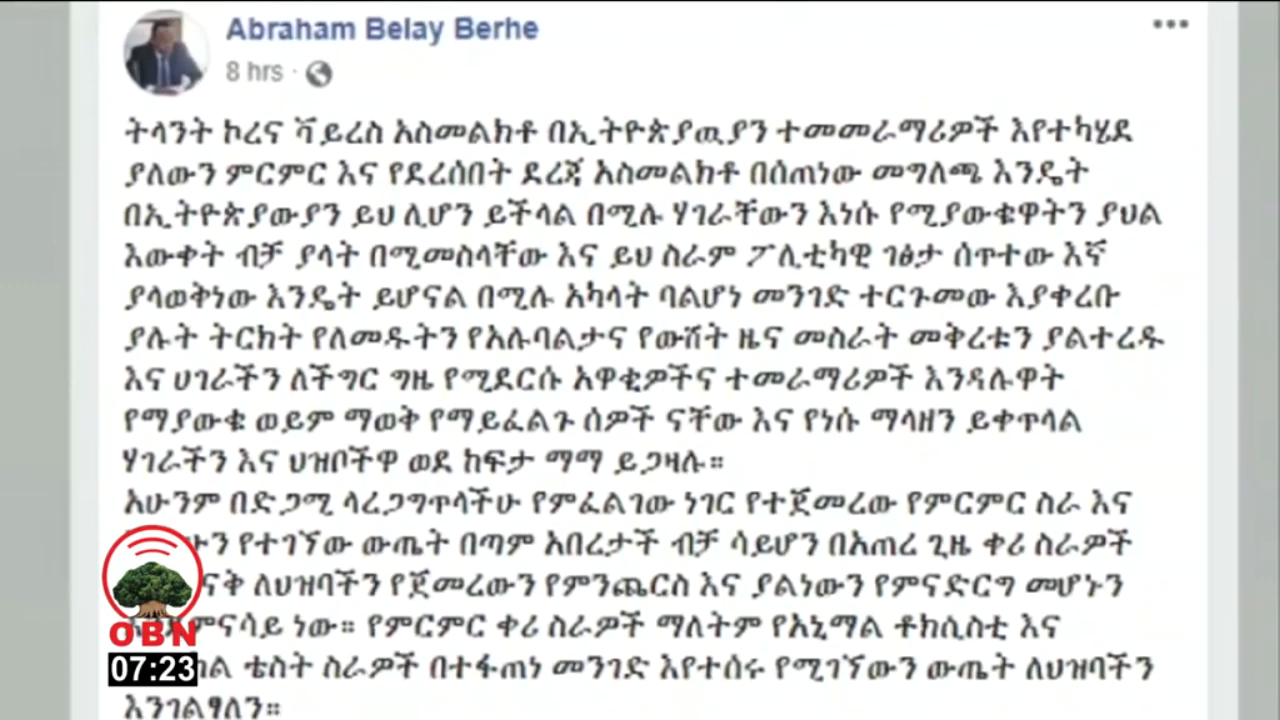 Abraham Belay Berhe
8 hrs ·
ትላንት ኮረና ቫይረስ አስመልክቶ በኢትዮጵያዉያን ተመመራማሪዎች እየተካሄደ
ያለውን ምርምር እና የደረሰበት ደረጃ አስመልክቶ በሰጠነው መግለጫ እንዴት
በኢትዮጵያውያን ይህ ሊሆን ይችላል በሚሉ ሃገራቸውን እነሱ የሚያውቁዋትን ያህል
እውቀት ብቻ ያላት በሚመስላቸው እና ይህ ስራም ፖሊቲካዊ ገፅታ ሰጥተው እኛ
ያላወቅነው እንዴት ይሆናል በሚሉ አካላት ባልሆነ መንገድ ተርጉመው እያቀረቡ
ያሉት ትርክት የለመዱትን የአሉባልታና የውሸት ዜና መስራት መቅረቱን ያልተረዱ
እና ሀገራችን ለችግር ግዜ የሚደርሱ አዋቂዎችና ተመራማሪዎች እንዳሉዋት
የማያውቁ ወይም ማወቅ የማይፈልጉ ሰዎች ናቸው እና የነሱ ማላዘን ይቀጥላል
ሃገራችን እና ህዝቦችዋ ወደ ከፍታ ማማ ይጋዛሉ።
አሁንም በድጋሚ ላረጋግጥላችሁ የምፈልገው ነገር የተጀመረው የምርምር ስራ እና
የተገኘው ውጤት በጣም አበረታች ብቻ ሳይሆን በአጠረ ጊዜ ቀሪ ስራዎች
ለህዝባችን የጀመረውን የምንጨርስ እና ያልነውን የምናድርግ መሆኑን
ነው። የምርምር ቀሪ ስራዎች ማለትም የአኒማል ቶክሲስቲ እና
ቴስት ስራዎች በተፋጠነ መንገድ እየተሰሩ የሚገኘውን ውጤት ለህዝባችን
እንገልፃለን።
OBN
07:23